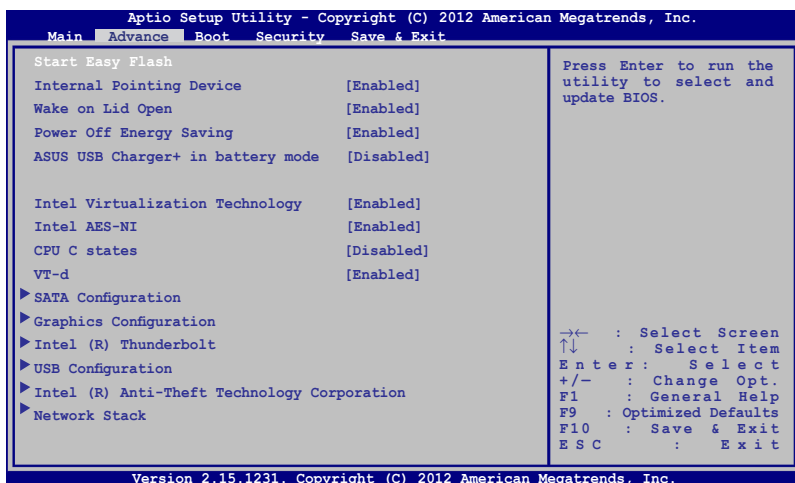 Aptio Setup Utility - Copyright (C) 2012 American Megatrends, Inc.
Main Advance Boot Security Save & Exit
Start Easy Flash
Internal Pointing Device [Enabled]
Wake on Lid Open [Enabled]
Power Off Energy Saving [Enabled]
ASUS USB Charger+ in battery mode [Disabled]
Intel Virtualization Technology [Enabled]
Intel AES-NI [Enabled]
CPU C states [Disabled]
VT-d [Enabled]
SATA Configuration
Graphics Configuration
Intel (R) Thunderbolt
USB Configuration
Intel (R) Anti-Theft Technology Corporation
Network Stack
Press Enter to run the
utility to select and
update BIOS.
→← : Select Screen
↑↓ : Select Item
Enter: Select
+/— : Change Opt.
F1 : General Help
F9 : Optimized Defaults
F10 : Save & Exit
ESC : Exit
Version 2.15.1231. Copyright (C) 2012 American Megatrends, Inc.